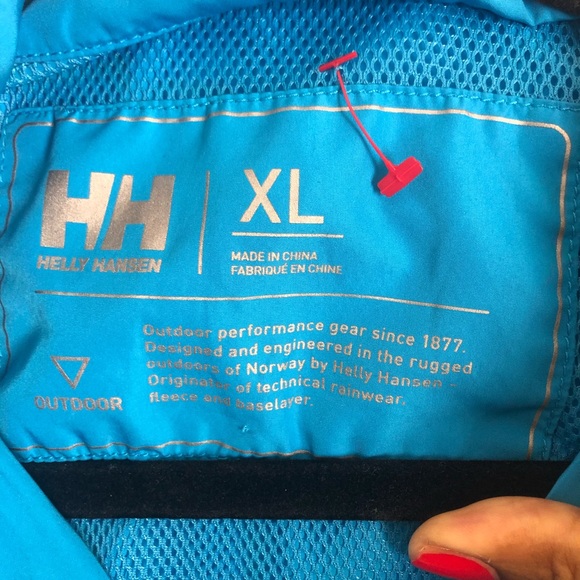 HH
HELLY HANSEN
XL
MADE IN CHINA
FABRIQUÉ EN CHINE
OUTDOOR
Outdoor performance gear since 1877.
Designed and engineered in the rugged
outdoors of Norway by Helly Hansen –
Originator of technical rainwear,
fleece and baselayer.